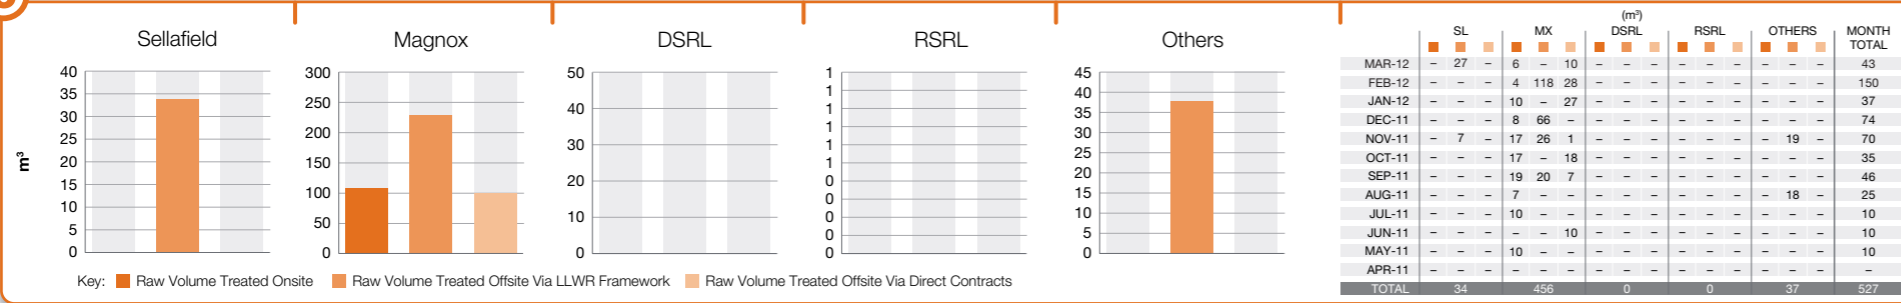 Sellafield
Magnox
DSRL
RSRL
Others
m³
40
35
30
25
20
15
10
5
0
300
250
200
150
100
50
0
50
40
30
20
10
0
1
1
1
1
1
1
0
0
0
0
0
45
40
35
30
25
20
15
10
5
0
Key: Raw Volume Treated Onsite Raw Volume Treated Offsite Via LLWR Framework Raw Volume Treated Offsite Via Direct Contracts
(m³)
SL MX DSRL RSRL OTHERS MONTH TOTAL
MAR-12 – 27 – 6 – 10 – – – – – – – – – 43
FEB-12 – – – 4 118 28 – – – – – – – – – 150
JAN-12 – – – 10 – 27 – – – – – – – – – 37
DEC-11 – – – 8 66 – – – – – – – – – – 74
NOV-11 – 7 – 17 26 1 – – – – – – – 19 – 70
OCT-11 – – – 17 – 18 – – – – – – – – – 35
SEP-11 – – – 19 20 7 – – – – – – – – – 46
AUG-11 – – – 7 – – – – – – – – – 18 – 25
JUL-11 – – – 10 – – – – – – – – – – – 10
JUN-11 – – – – – 10 – – – – – – – – – 10
MAY-11 – – – 10 – – – – – – – – – – – 10
APR-11 – – – – – – – – – – – – – – – –
TOTAL 34 456 0 0 37 527